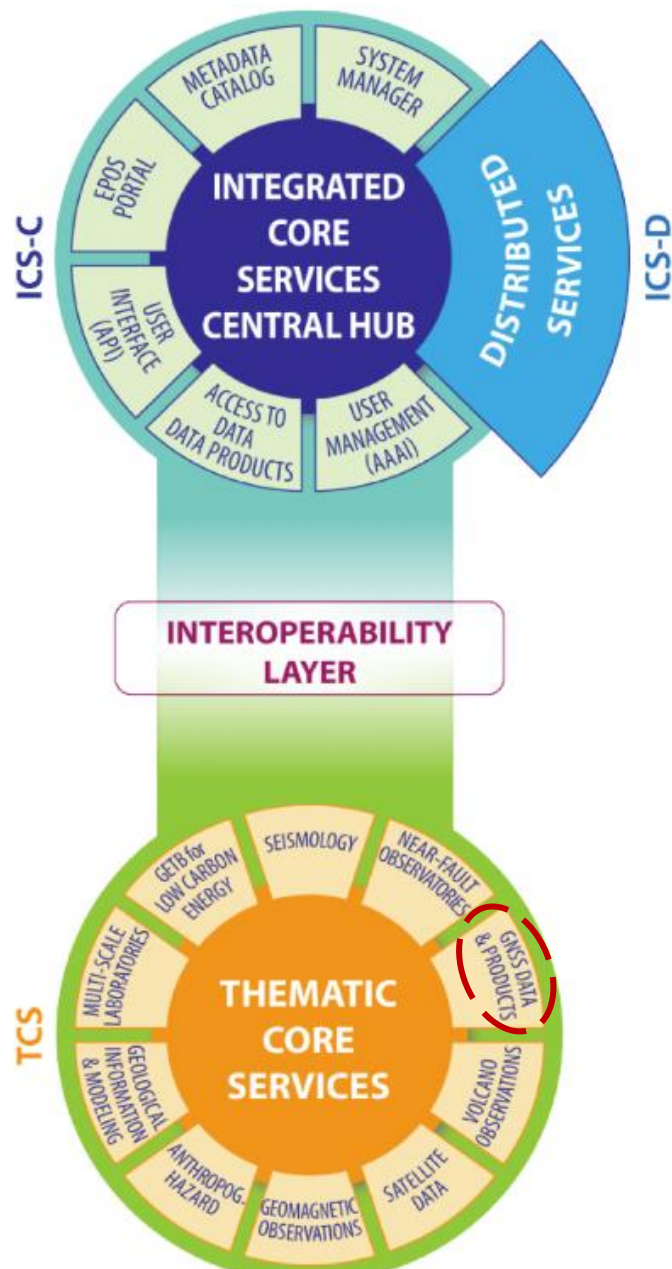 METADATA
CATALOG
SYSTEM
MANAGER
EPOS
PORTAL
INTEGRATED
CORE
SERVICES
CENTRAL HUB
DISTRIBUTED
SERVICES
ICS-C
ICS-D
USER
INTERFACE
(API)
ACCESS TO
DATA
DATA PRODUCTS
USER
MANAGEMENT
(AAAI)
INTEROPERABILITY
LAYER
SEISMOLOGY
GETB for
LOW CARBON
ENERGY
NEAR-FAULT
OBSERVATORIES
MULTI-SCALE
LABORATORIES
GNSS DATA
& PRODUCTS
THEMATIC
CORE
SERVICES
TCS
GEOLOGICAL
INFORMATION
& MODELING
VOLCANO
OBSERVATIONS
ANTHROPOG-
HAZARD
GEOMAGNETIC
OBSERVATIONS
SATELLITE
DATA